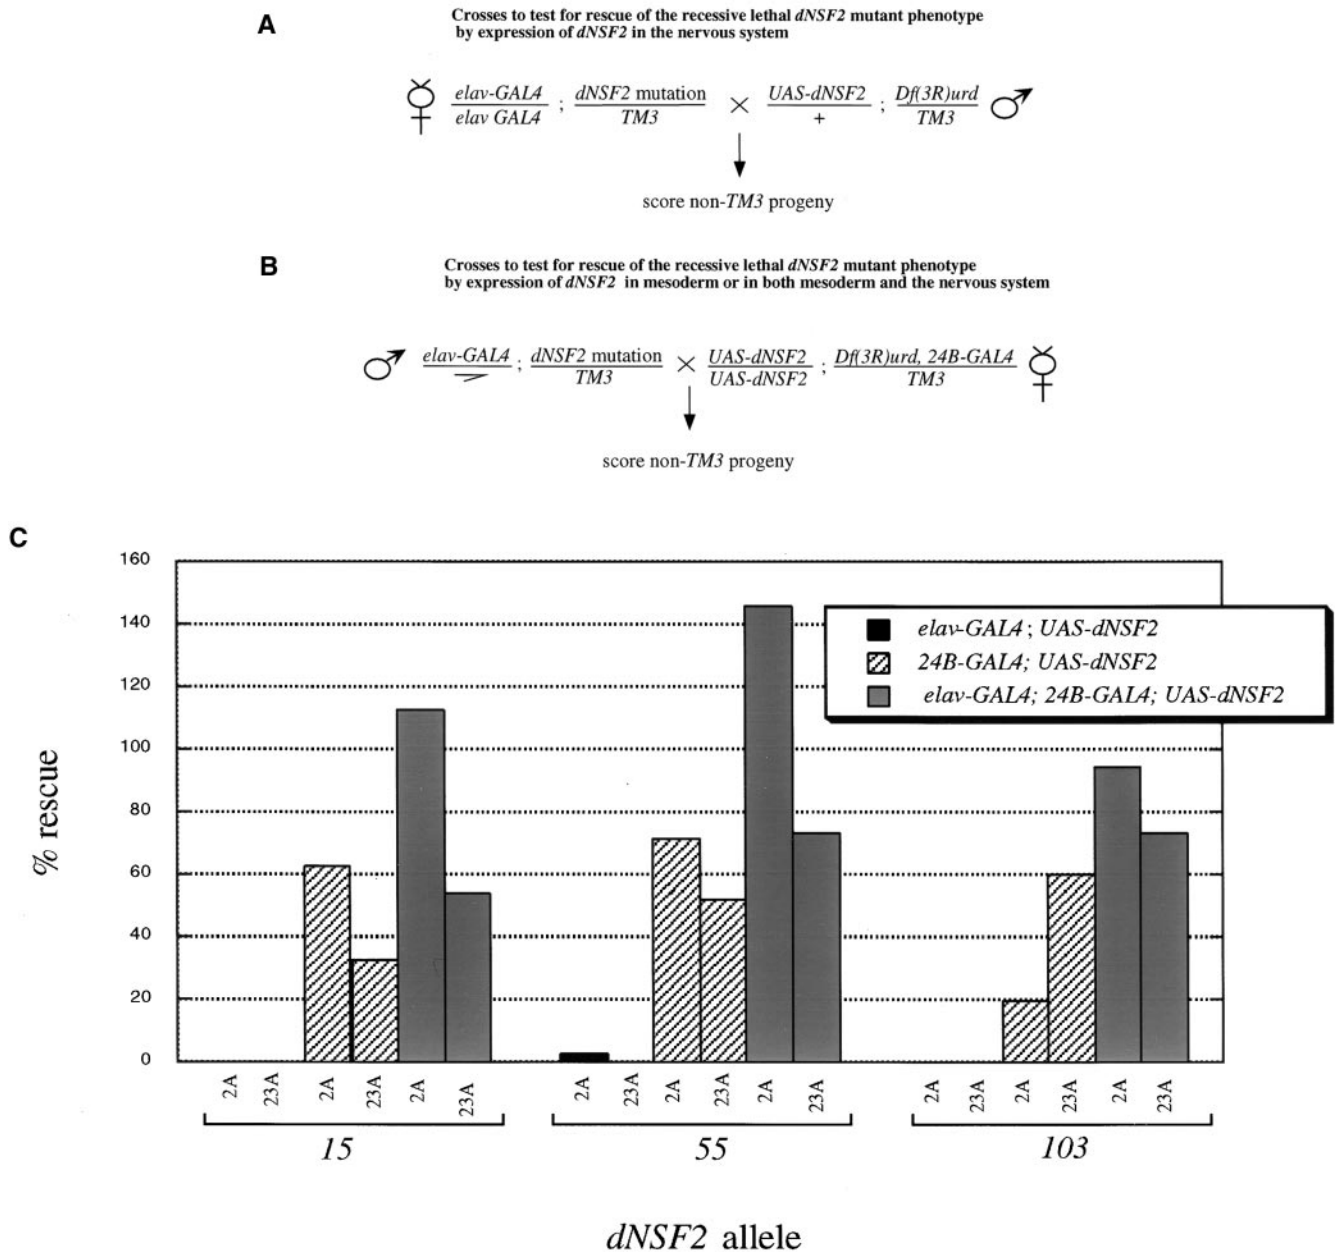 A
Crosses to test for rescue of the recessive lethal dNSF2 mutant phenotype
by expression of dNSF2 in the nervous system
elav-GAL4 ; dNSF2 mutation × UAS-dNSF2 ; Df(3R)urd
elav GAL4 TM3 + TM3
score non-TM3 progeny
B
Crosses to test for rescue of the recessive lethal dNSF2 mutant phenotype
by expression of dNSF2 in mesoderm or in both mesoderm and the nervous system
elav-GAL4 ; dNSF2 mutation × UAS-dNSF2 ; Df(3R)urd, 24B-GAL4
TM3 UAS-dNSF2 TM3
score non-TM3 progeny
C
160
140
120
100
80
60
40
20
0
% rescue
elav-GAL4 ; UAS-dNSF2
24B-GAL4; UAS-dNSF2
elav-GAL4; 24B-GAL4; UAS-dNSF2
2A 23A 2A 23A 2A 23A 2A 23A 2A 23A 2A 23A 2A 23A 2A 23A 2A 23A
15 55 103
dNSF2 allele